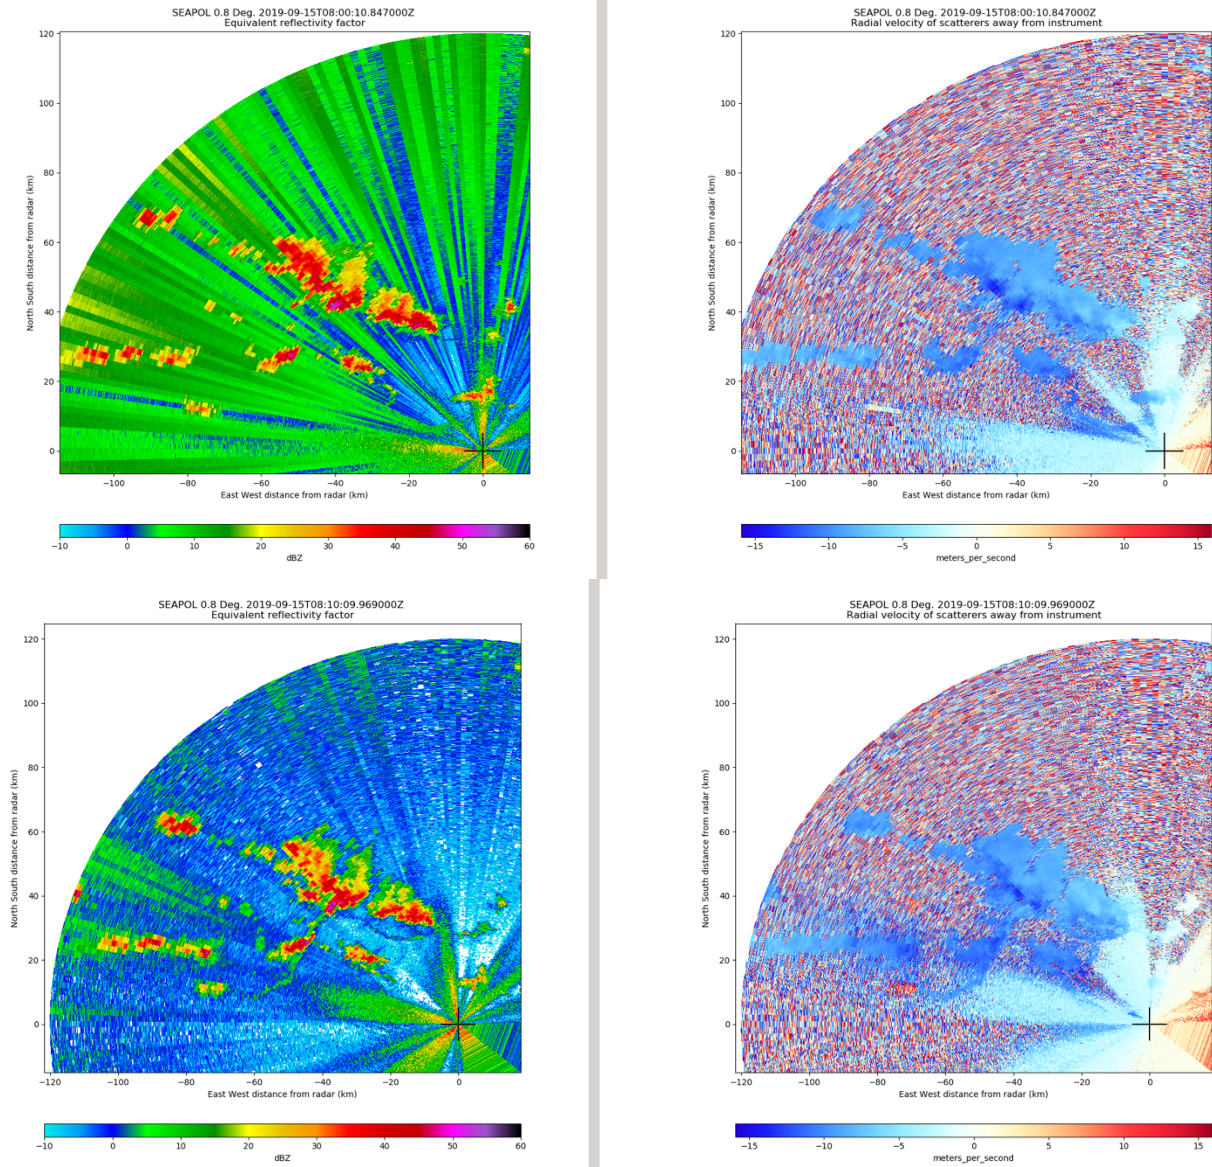 SEAPOL 0.8 Deg. 2019-09-15T08:00:10.847000Z
Equivalent reflectivity factor
120
100
80
60
40
20
0
North South distance from radar (km)
−100 −80 −60 −40 −20 0
East West distance from radar (km)
−10 0 10 20 30 40 50 60
dBZ
SEAPOL 0.8 Deg. 2019-09-15T08:00:10.847000Z
Radial velocity of scatterers away from instrument
120
100
80
60
40
20
0
North South distance from radar (km)
−100 −80 −60 −40 −20 0
East West distance from radar (km)
−15 −10 −5 0 5 10 15
meters_per_second
SEAPOL 0.8 Deg. 2019-09-15T08:10:09.969000Z
Equivalent reflectivity factor
120
100
80
60
40
20
0
North South distance from radar (km)
−120 −100 −80 −60 −40 −20 0
East West distance from radar (km)
−10 0 10 20 30 40 50 60
dBZ
SEAPOL 0.8 Deg. 2019-09-15T08:10:09.969000Z
Radial velocity of scatterers away from instrument
120
100
80
60
40
20
0
North South distance from radar (km)
−120 −100 −80 −60 −40 −20 0
East West distance from radar (km)
−15 −10 −5 0 5 10 15
meters_per_second